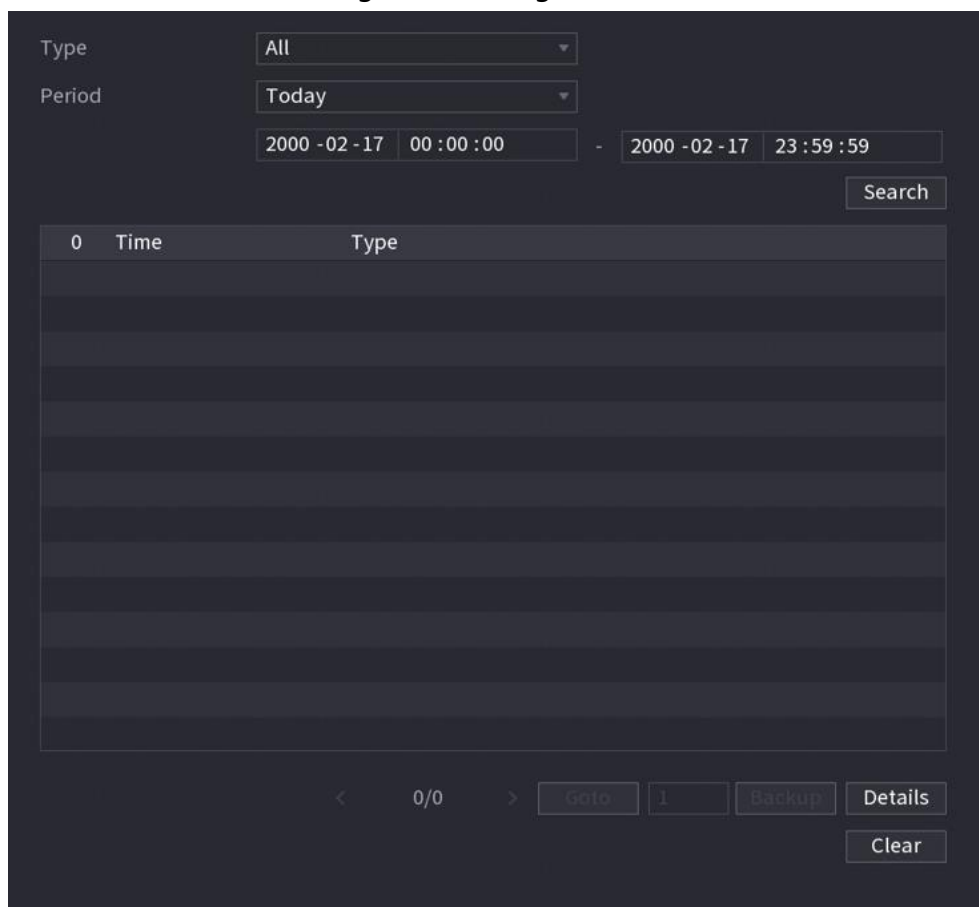 Type All
Period Today
2000 -02 -17 00 : 00 : 00 - 2000 -02 -17 23 : 59 : 59
Search
0 Time Type
< 0/0 > Goto 1 Backup Details
Clear